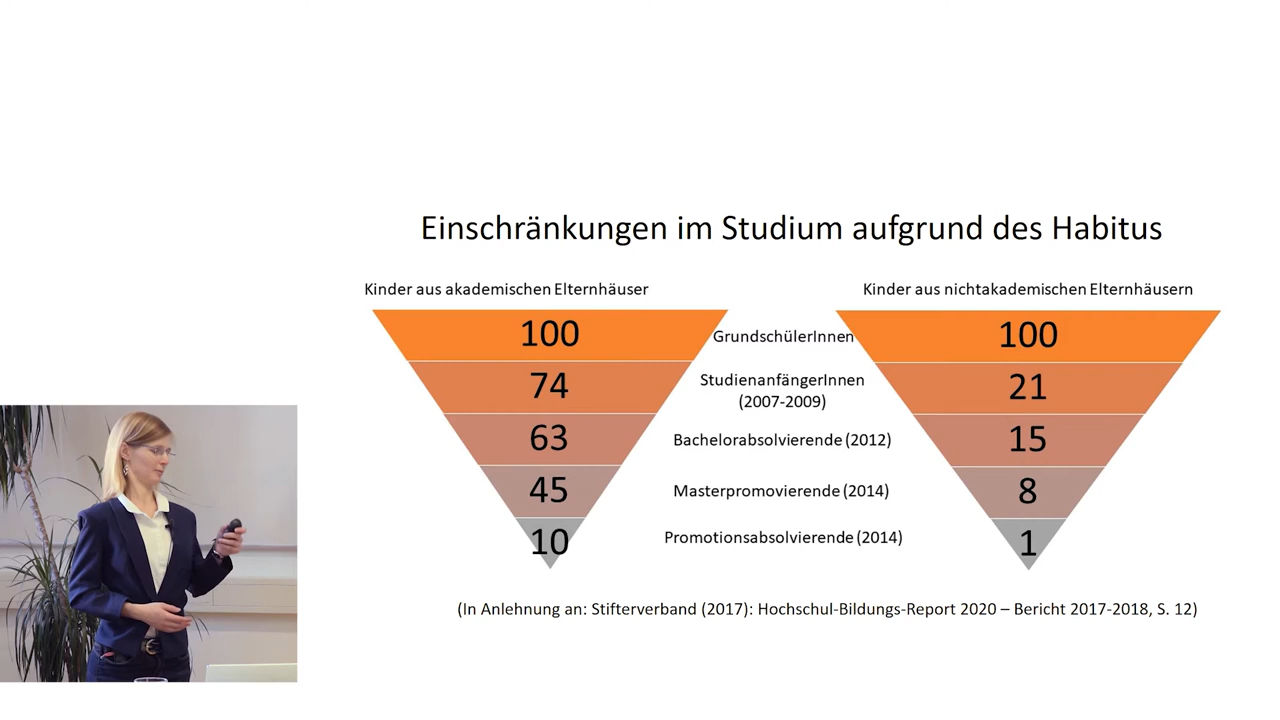 Einschränkungen im Studium aufgrund des Habitus
Kinder aus akademischen Elternhäuser
Kinder aus nichtakademischen Elternhäusern
100
GrundschülerInnen
100
74
StudienanfängerInnen
(2007-2009)
21
63
Bachelorabsolvierende (2012)
15
45
Masterpromovierende (2014)
8
10
Promotionsabsolvierende (2014)
1
(In Anlehnung an: Stifterverband (2017): Hochschul-Bildungs-Report 2020 – Bericht 2017-2018, S. 12)